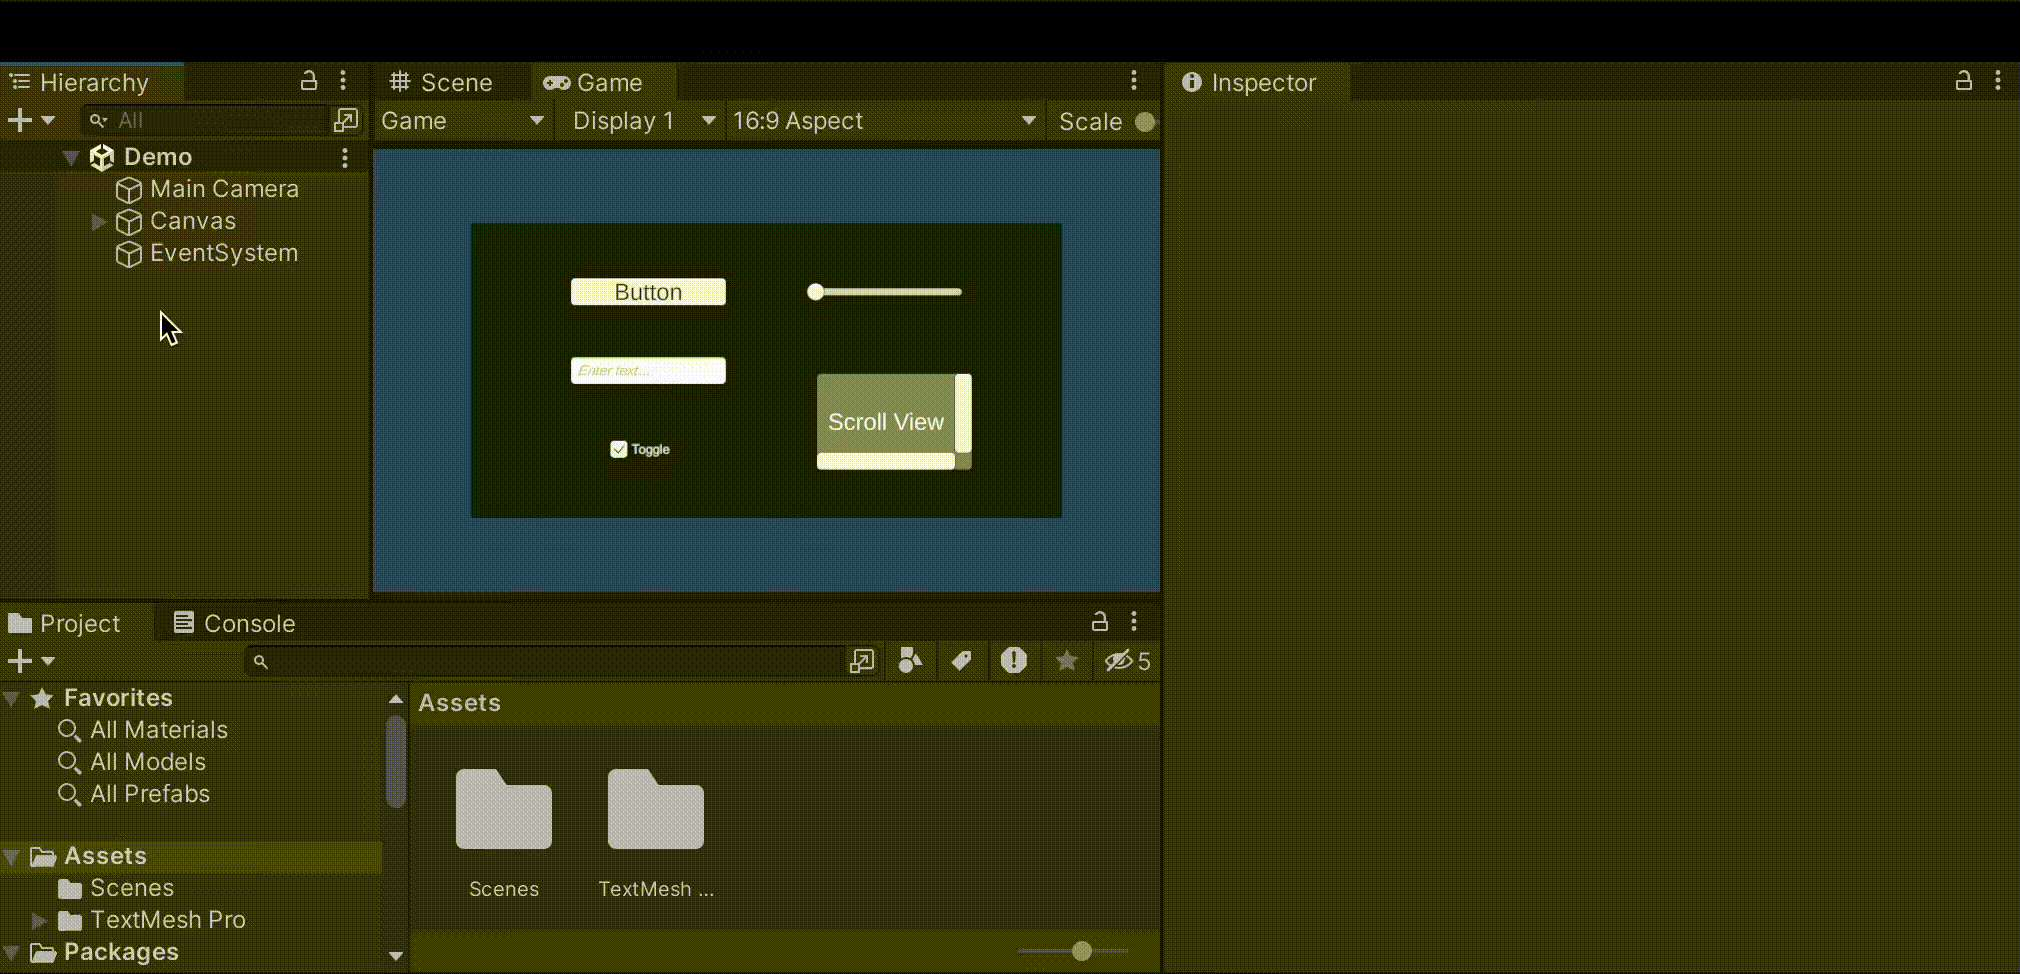 Hierarchy
All
Demo
Main Camera
Canvas
EventSystem
Scene
Game
Game
Display 1
16:9 Aspect
Scale
Button
Enter text...
Toggle
Scroll View
Inspector
Project
Console
5
Favorites
All Materials
All Models
All Prefabs
Assets
Scenes
TextMesh Pro
Packages
Assets
Scenes
TextMesh ...